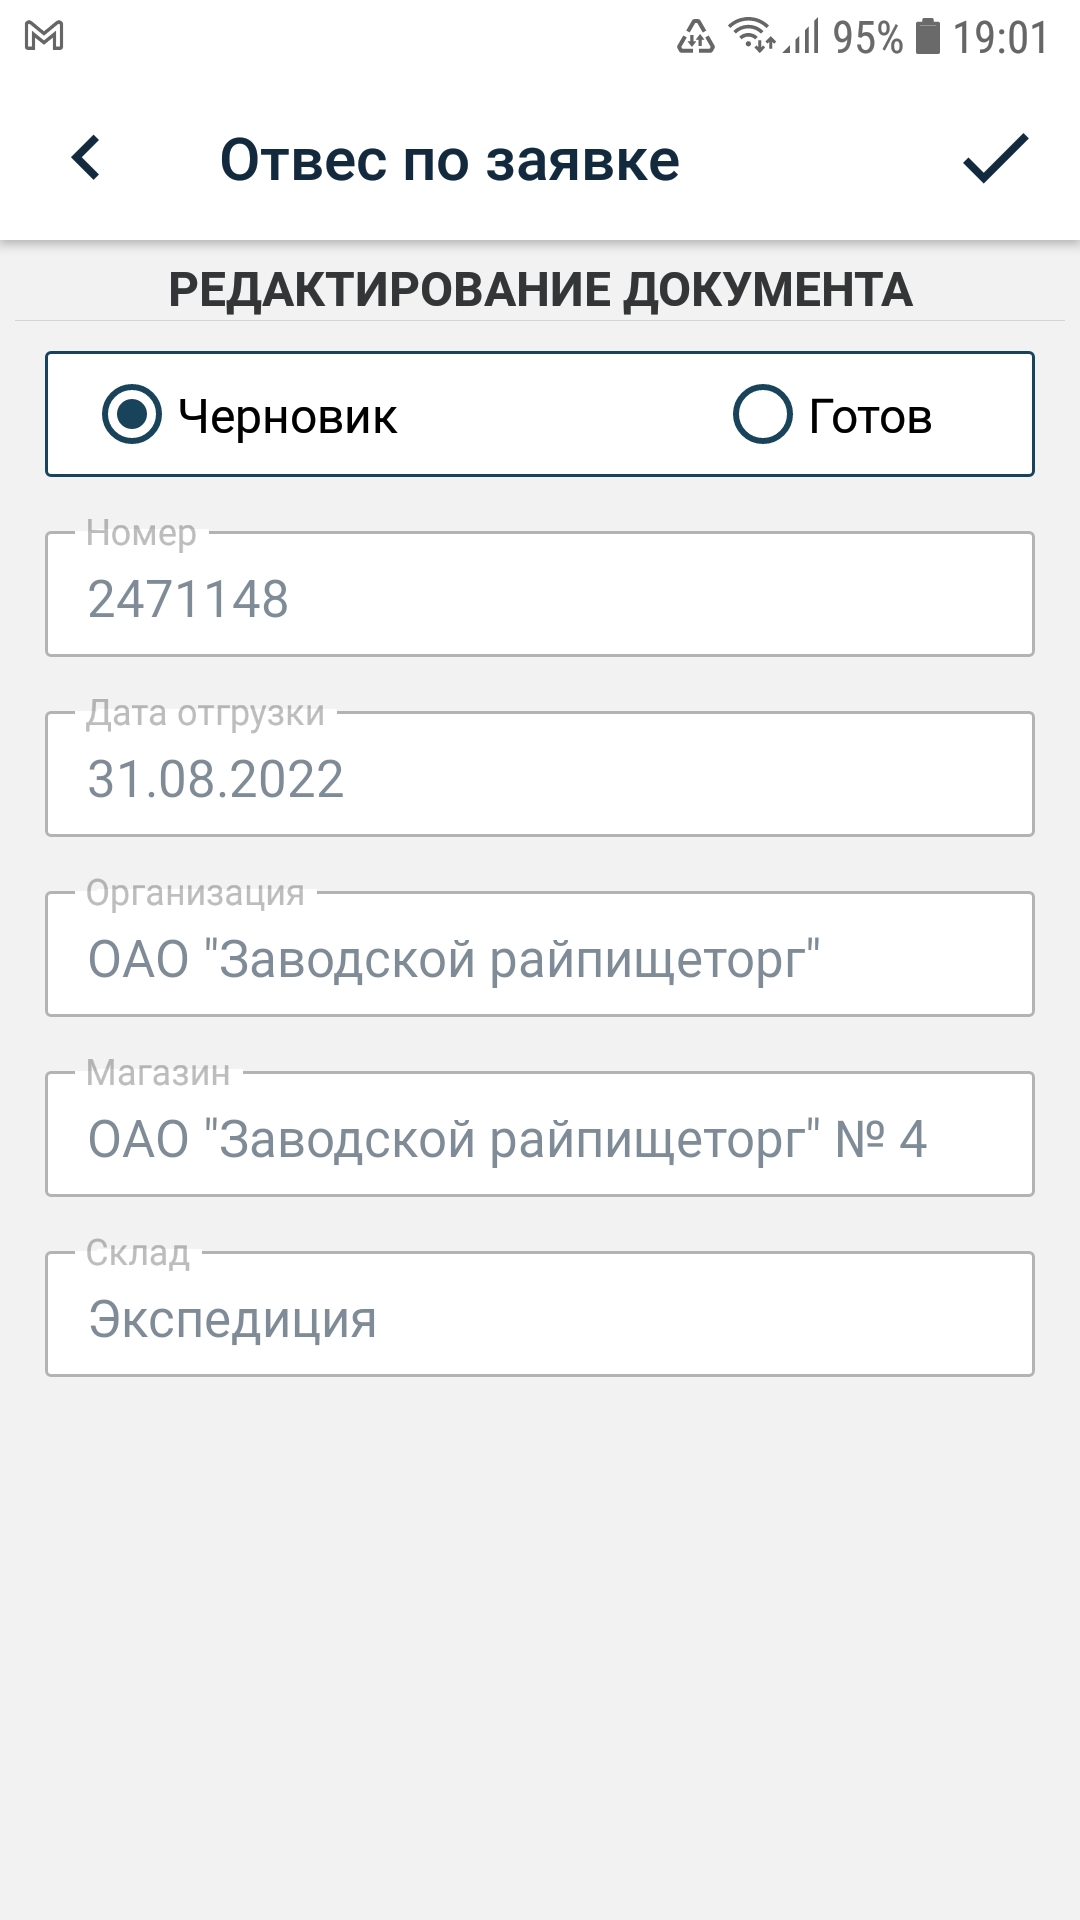 95% 19:01
Отвес по заявке
РЕДАКТИРОВАНИЕ ДОКУМЕНТА
Черновик Готов
Номер
2471148
Дата отгрузки
31.08.2022
Организация
ОАО "Заводской райпищеторг"
Магазин
ОАО "Заводской райпищеторг" № 4
Склад
Экспедиция